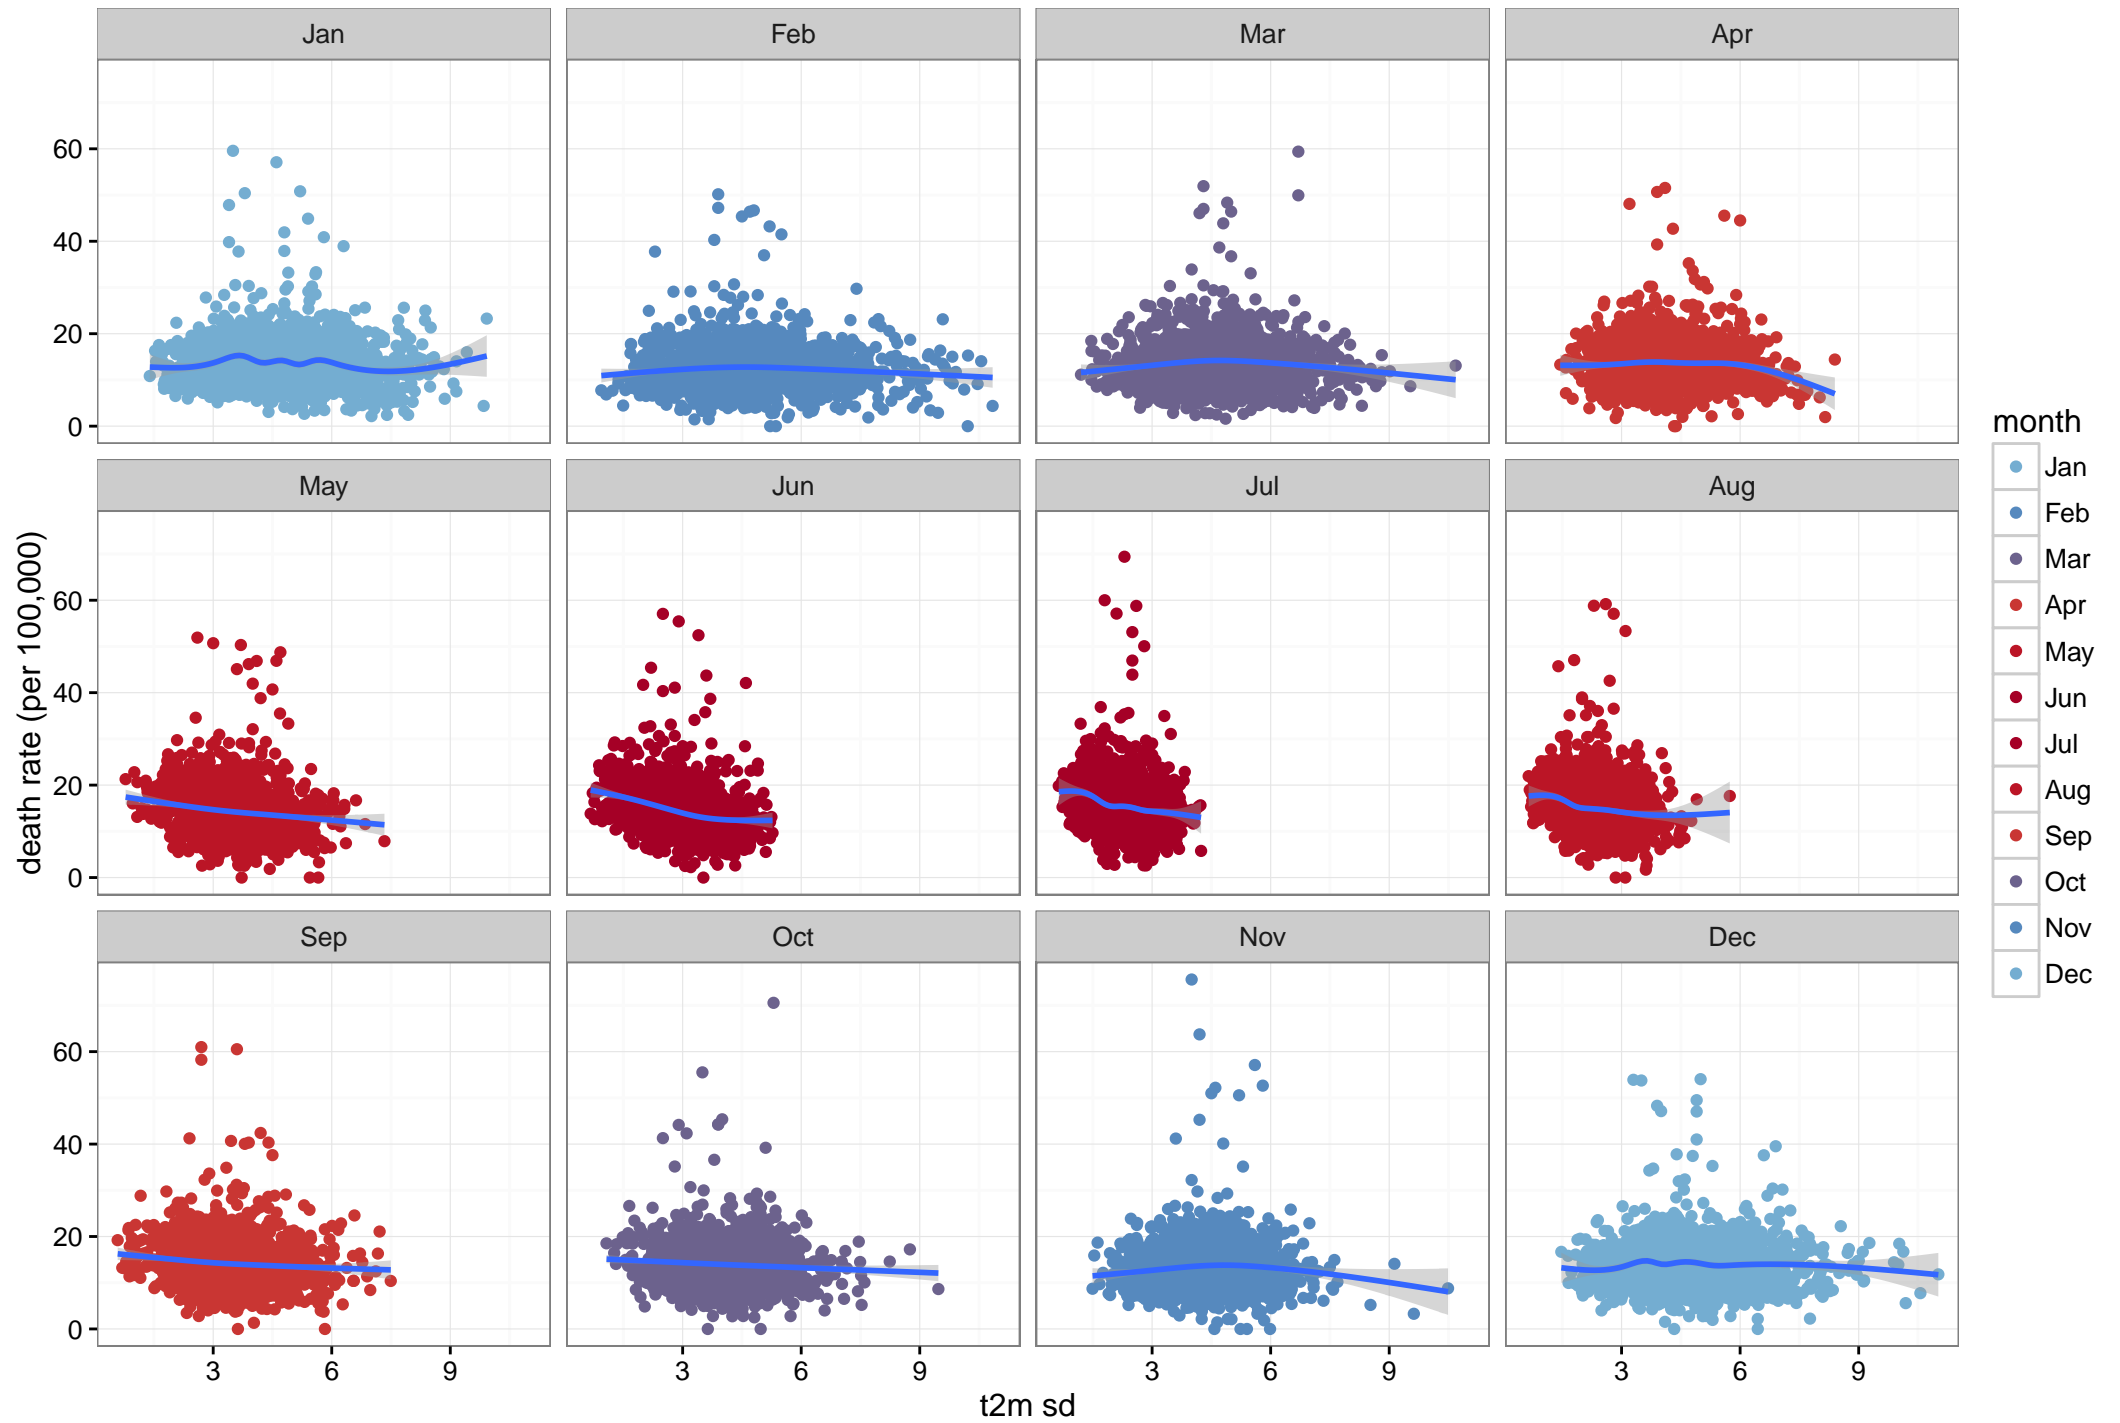 Jan Feb Mar Apr
60
40
20
0
May Jun Jul Aug
60
40
20
0
Sep Oct Nov Dec
60
40
20
0
3 6 9 3 6 9 3 6 9 3 6 9
t2m sd
death rate (per 100,000)
month
Jan
Feb
Mar
Apr
May
Jun
Jul
Aug
Sep
Oct
Nov
Dec